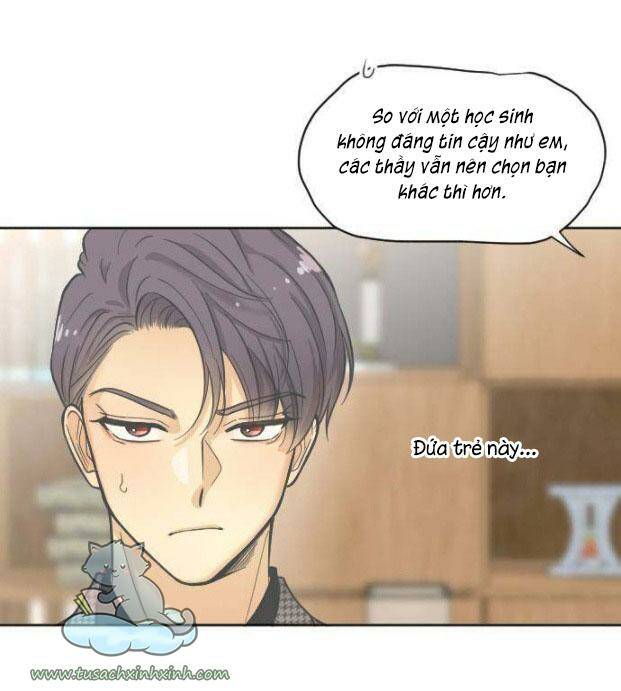 So với một học sinh
không đáng tin cậy như em,
các thầy vẫn nên chọn bạn
khác thì hơn.
Đứa trẻ này...
www.tusachxinhxinh.com